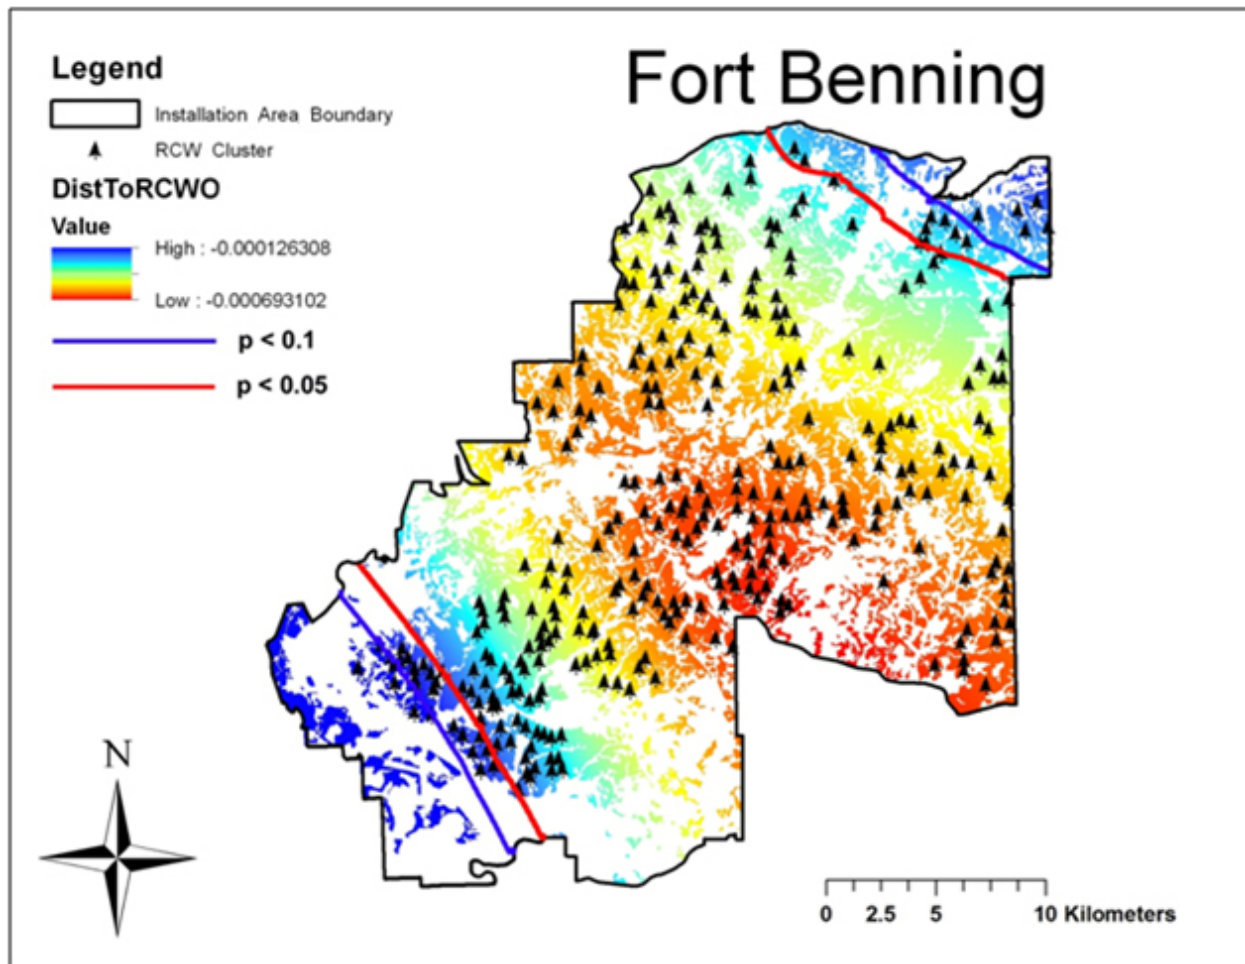 Fort Benning
Legend
Installation Area Boundary
RCW Cluster
DistToRCWO
Value
High : -0.000126308
Low : -0.000693102
p < 0.1
p < 0.05
N
0 2.5 5 10 Kilometers